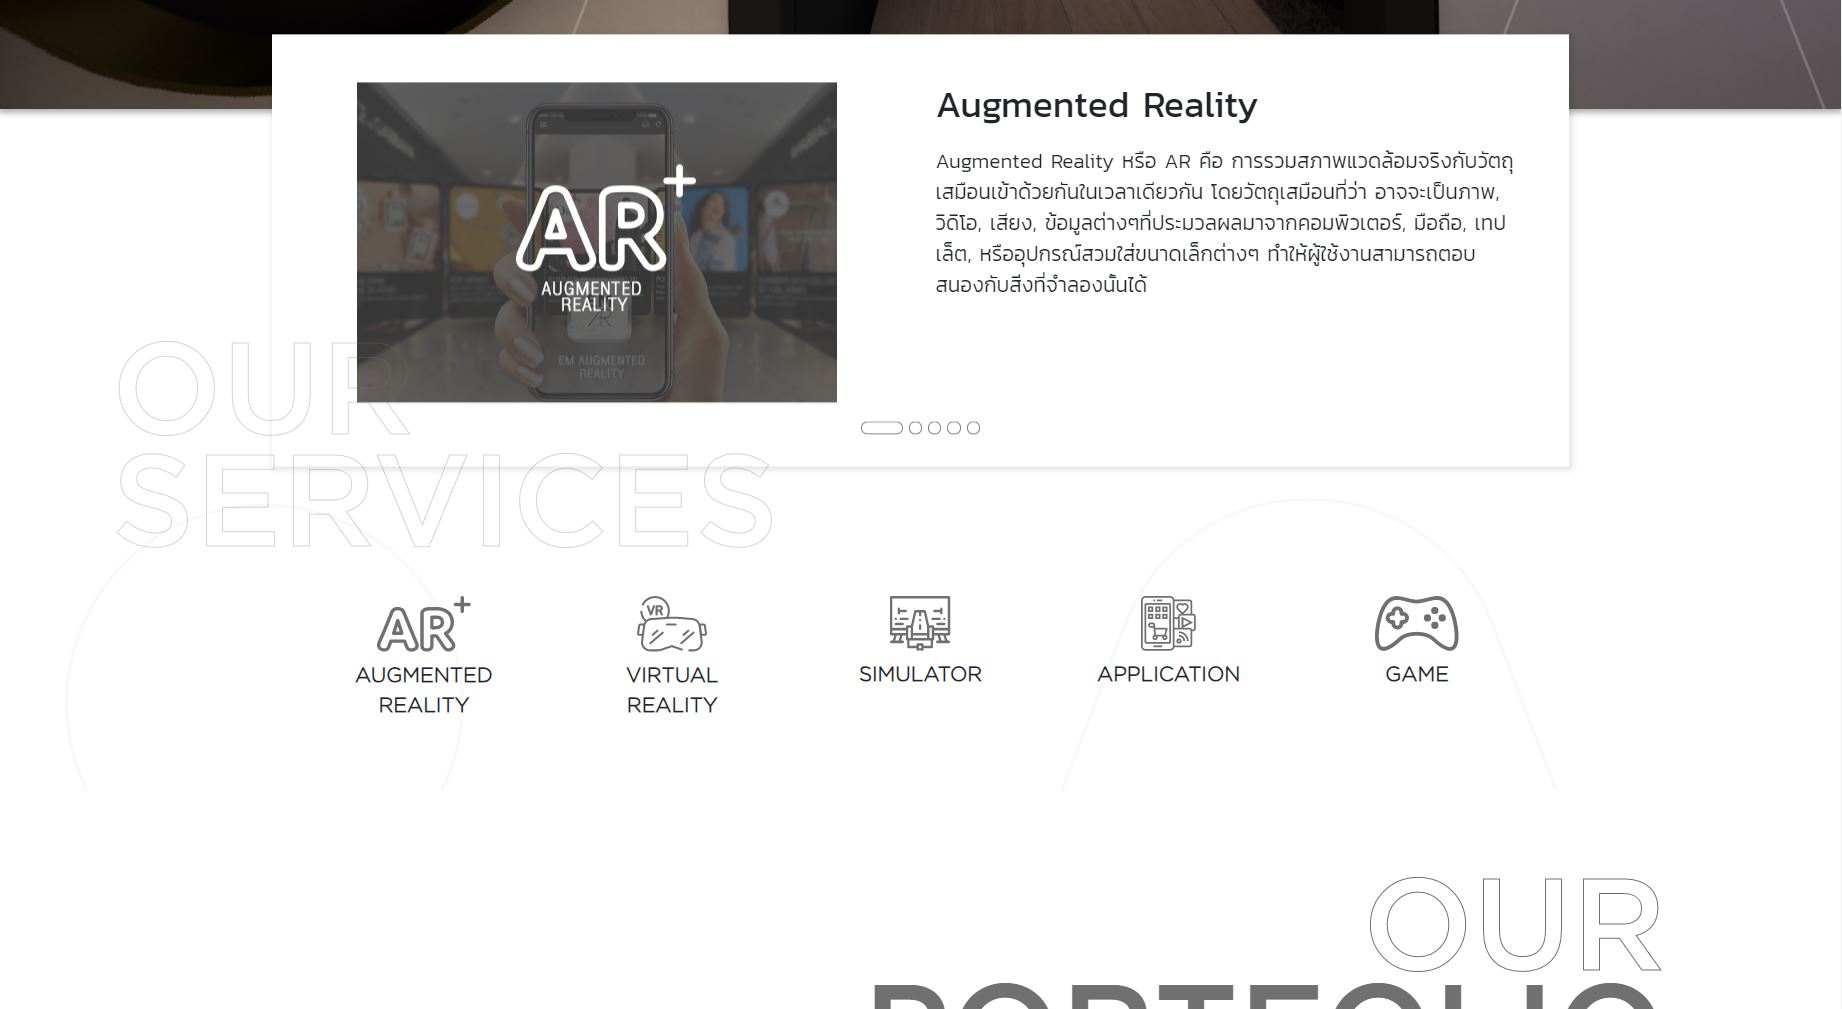 AR+
AUGMENTED
REALITY
EM AUGMENTED
REALITY
Augmented Reality
Augmented Reality หรือ AR คือ การรวมสภาพแวดล้อมจริงกับวัตถุ
เสมือนเข้าด้วยกันในเวลาเดียวกัน โดยวัตถุเสมือนที่ว่า อาจจะเป็นภาพ,
วิดิโอ, เสียง, ข้อมูลต่างๆที่ประมวลผลมาจากคอมพิวเตอร์, มือถือ, เทป
เล็ต, หรืออุปกรณ์สวมใส่ขนาดเล็กต่างๆ ทำให้ผู้ใช้งานสามารถตอบ
สนองกับสิ่งที่จำลองนั้นได้
OUR
SERVICES
AR+
AUGMENTED
REALITY
VR
VIRTUAL
REALITY
SIMULATOR
APPLICATION
GAME
OUR
PORTFOLIO